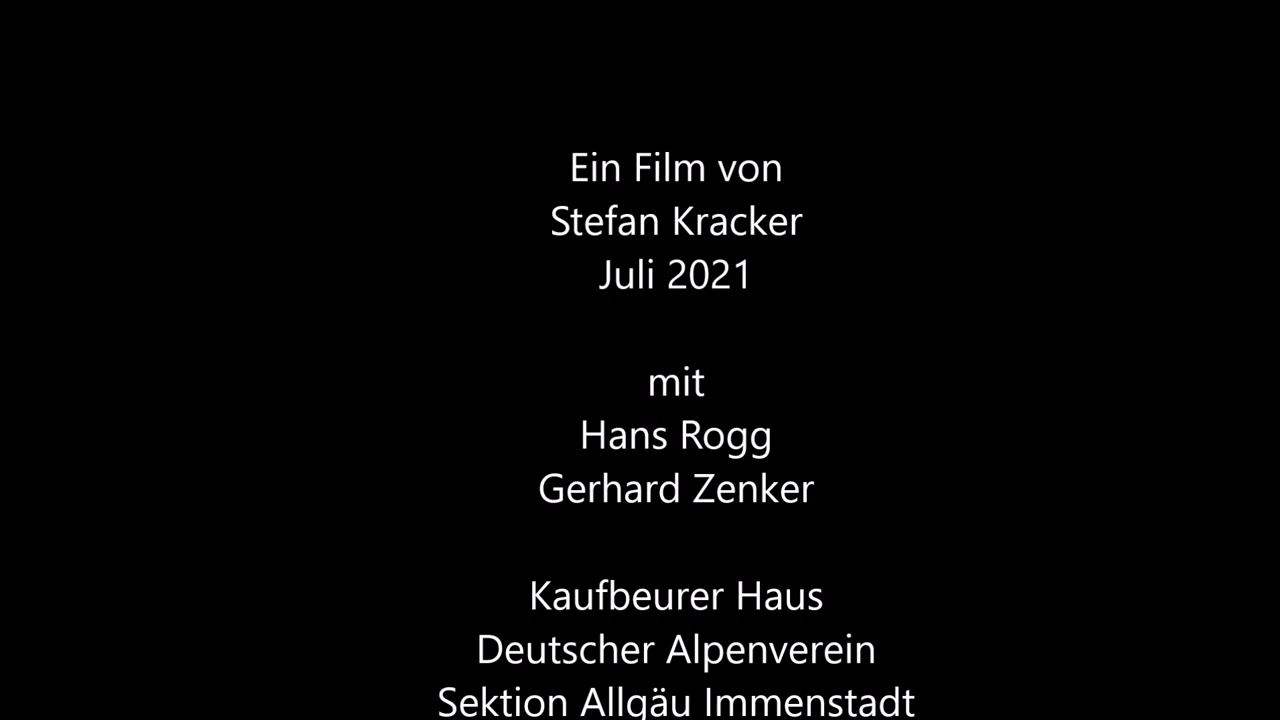 Ein Film von
Stefan Kracker
Juli 2021
mit
Hans Rogg
Gerhard Zenker
Kaufbeurer Haus
Deutscher Alpenverein
Sektion Allgäu Immenstadt